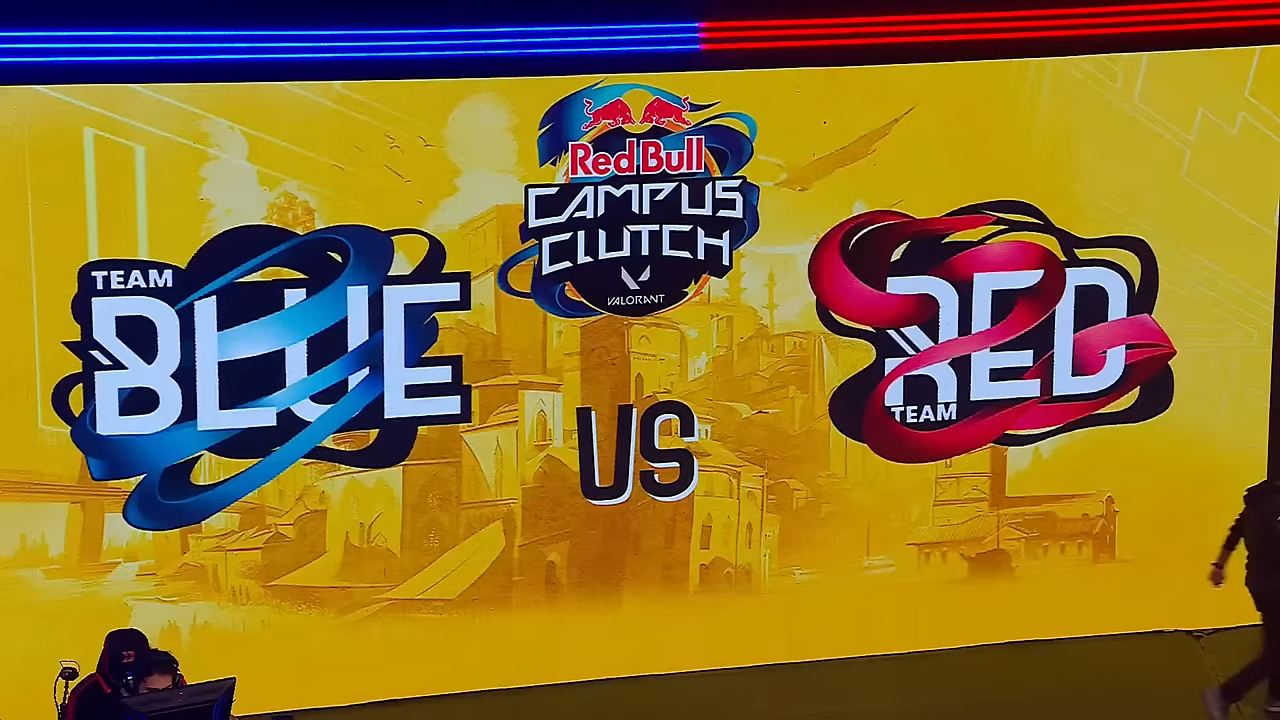 Red Bull
CAMPUS
CLUTCH
VALORANT
TEAM
BLUE
VS
RED
TEAM